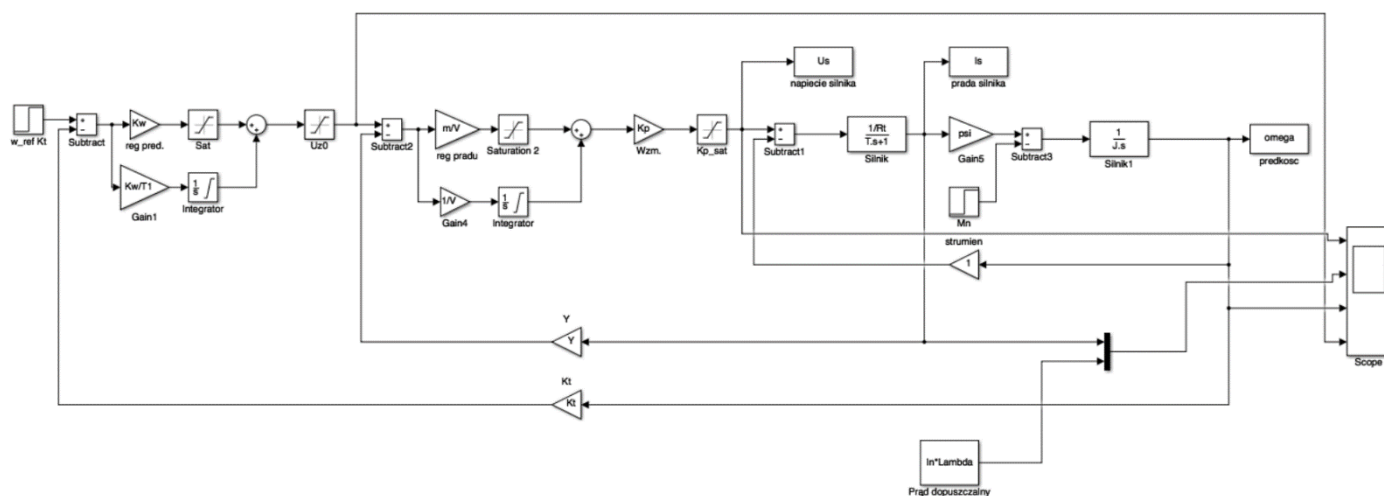 Us
napiecie silnika
Is
prada silnika
w_ref Kt
+
−
Subtract
Kw
reg pred.
Sat
+
+
Uz0
+
−
Subtract2
m/V
reg pradu
Saturation 2
+
+
Kp
Wzm.
Kp_sat
+
−
Subtract1
1/Rt
T.s+1
Silnik
psi
Gain5
+
−
Subtract3
1
J.s
Silnik1
omega
predkosc
Kw/T1
Gain1
1
s
Integrator
1/V
Gain4
1
s
Integrator
Mn
strumien
1
Y
Y
Scope
Kt
Kt
In*Lambda
Prąd dopuszczalny